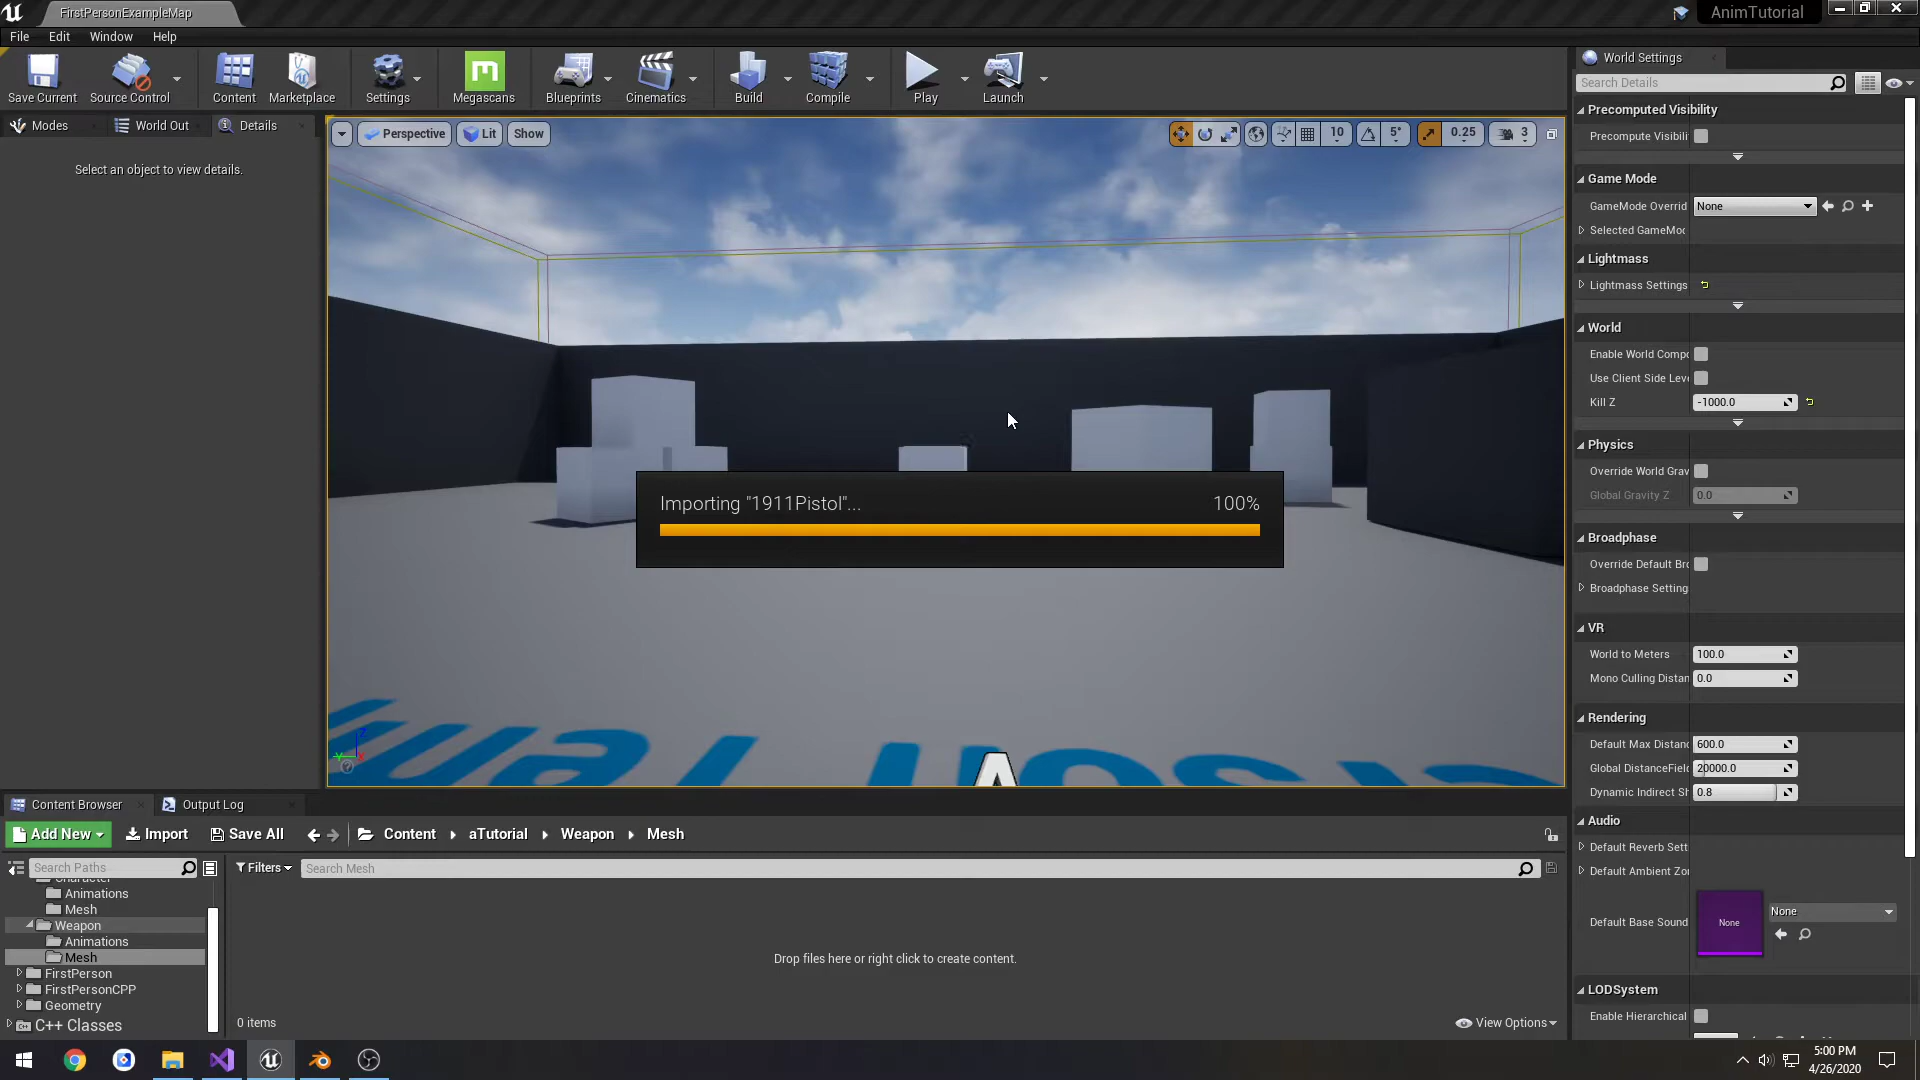 FirstPersonExampleMap
AnimTutorial
File Edit Window Help
Save Current
Source Control
Content
Marketplace
Settings
Megascans
Blueprints
Cinematics
Build
Compile
Play
Launch
World Settings
Search Details
Modes
World Out
Details
Select an object to view details.
Perspective
Lit
Show
10
5°
0.25
3
Precomputed Visibility
Precompute Visibili
Game Mode
GameMode Overrid
None
Selected GameMoc
Lightmass
Lightmass Settings
World
Enable World Compo
Use Client Side Leve
Kill Z
-1000.0
Physics
Override World Grav
Global Gravity Z
0.0
Broadphase
Override Default Bro
Broadphase Setting
VR
World to Meters
100.0
Mono Culling Distan
0.0
Rendering
Default Max Distanc
600.0
Global DistanceField
20000.0
Dynamic Indirect Sh
0.8
Audio
Default Reverb Sett
Default Ambient Zo
Default Base Sound
None
None
LODSystem
Enable Hierarchical
Importing "1911Pistol"...
100%
Z
Y
Content Browser
Output Log
Add New
Import
Save All
Content
aTutorial
Weapon
Mesh
Search Paths
Filters
Search Mesh
Character
Animations
Mesh
Weapon
Animations
Mesh
FirstPerson
FirstPersonCPP
Geometry
C++ Classes
Drop files here or right click to create content.
0 items
View Options
5:00 PM
4/26/2020